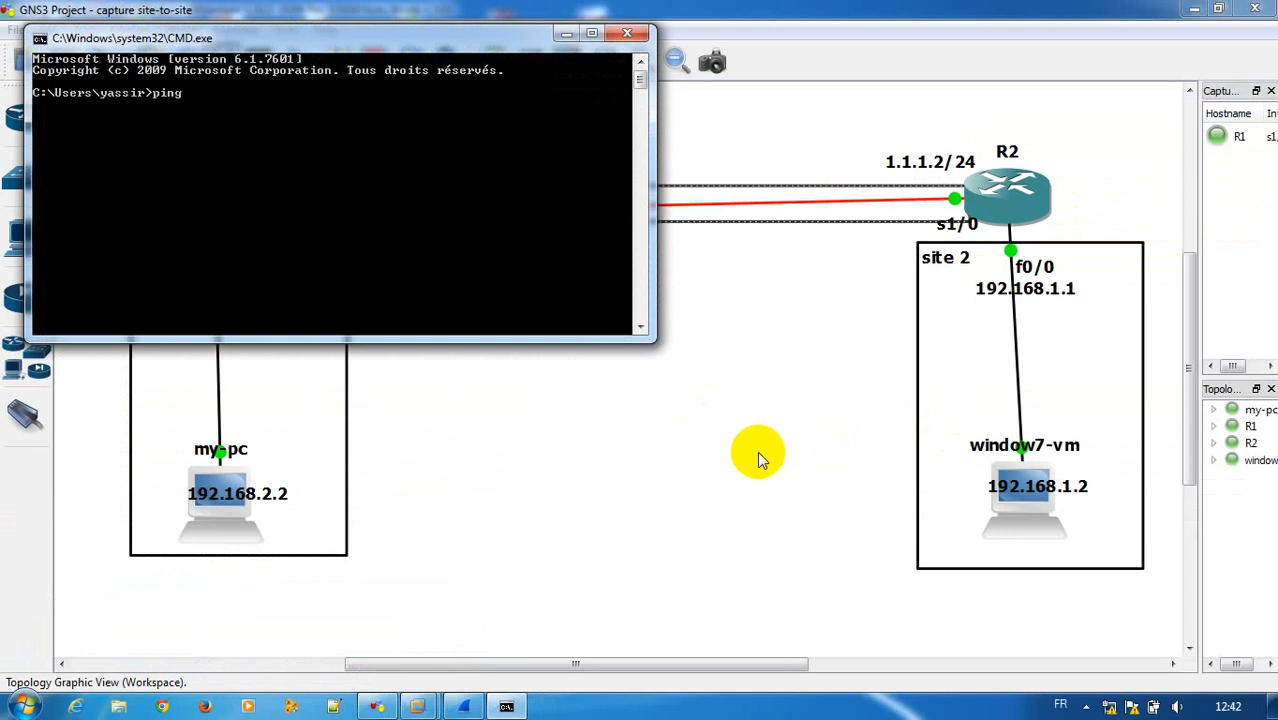 GNS3 Project - capture site-to-site
C:\Windows\system32\CMD.exe
Microsoft Windows [version 6.1.7601]
Copyright (c) 2009 Microsoft Corporation. Tous droits réservés.
C:\Users\yassir>ping
Captu...
Hostname
R1 s1
R2
1.1.1.2/24
s1/0
site 2
f0/0
192.168.1.1
Topolo...
my-pc
R1
R2
window
my-pc
192.168.2.2
window7-vm
192.168.1.2
Topology Graphic View (Workspace).
FR
12:42